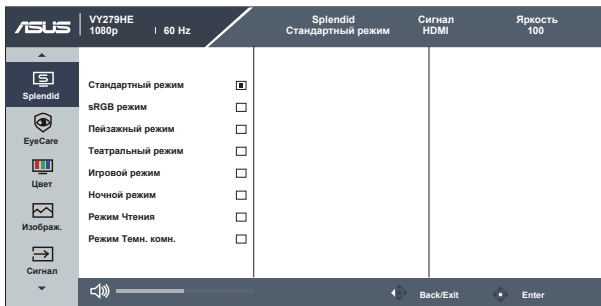 ASUS
VY279HE
1080p | 60 Hz
Splendid
Стандартный режим
Сигнал
HDMI
Яркость
100
Splendid
EyeCare
Цвет
Изображ.
Сигнал
Стандартный режим
sRGB режим
Пейзажный режим
Театральный режим
Игровой режим
Ночной режим
Режим Чтения
Режим Темн. комн.
Back/Exit
Enter